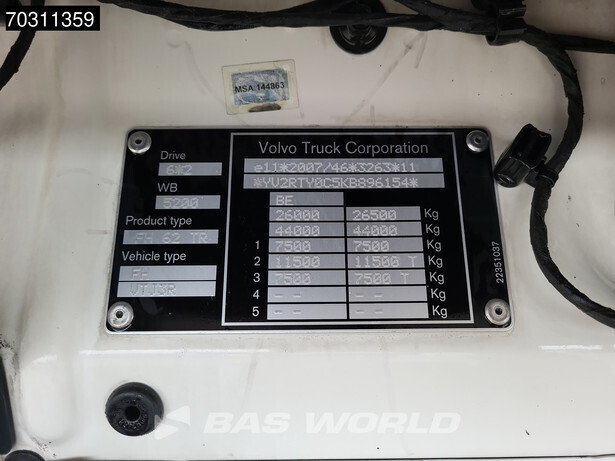 70311359
MSA 144863
Volvo Truck Corporation
Drive
6*2
WB
5200
Product type
FH 62 TR
Vehicle type
F-
VTJ3R
e11*2007/46*3263*11
*YV2RTY0C5KB896154*
BE
26000 26500 Kg
44000 44000 Kg
1 7500 7500 Kg
2 11500 11500 T Kg
3 7500 7500 T Kg
4 -- -- Kg
5 -- -- Kg
22351037
BAS WORLD